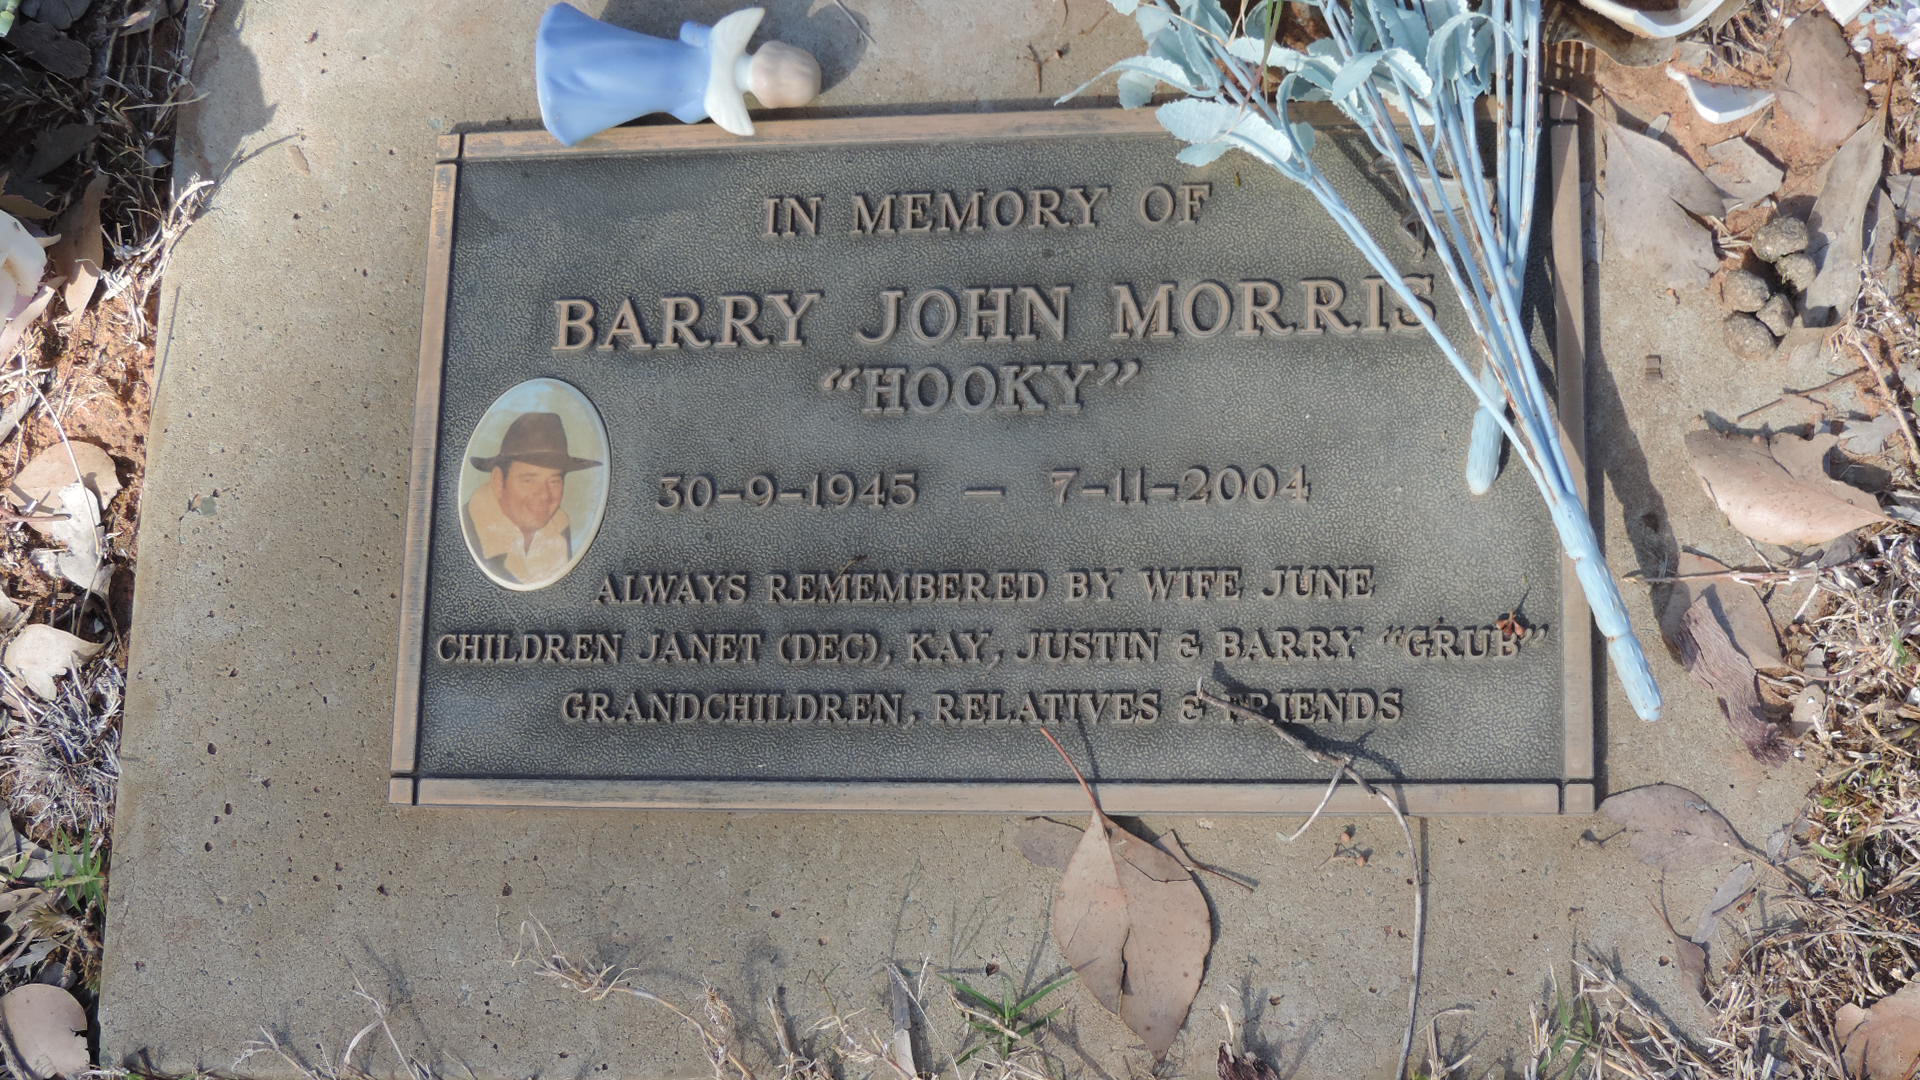 IN MEMORY OF
BARRY JOHN MORRIS
"HOOKY"
30-9-1945 — 7-11-2004
ALWAYS REMEMBERED BY WIFE JUNE
CHILDREN JANET (DEC), KAY, JUSTIN & BARRY "GRUB"
GRANDCHILDREN, RELATIVES & FRIENDS